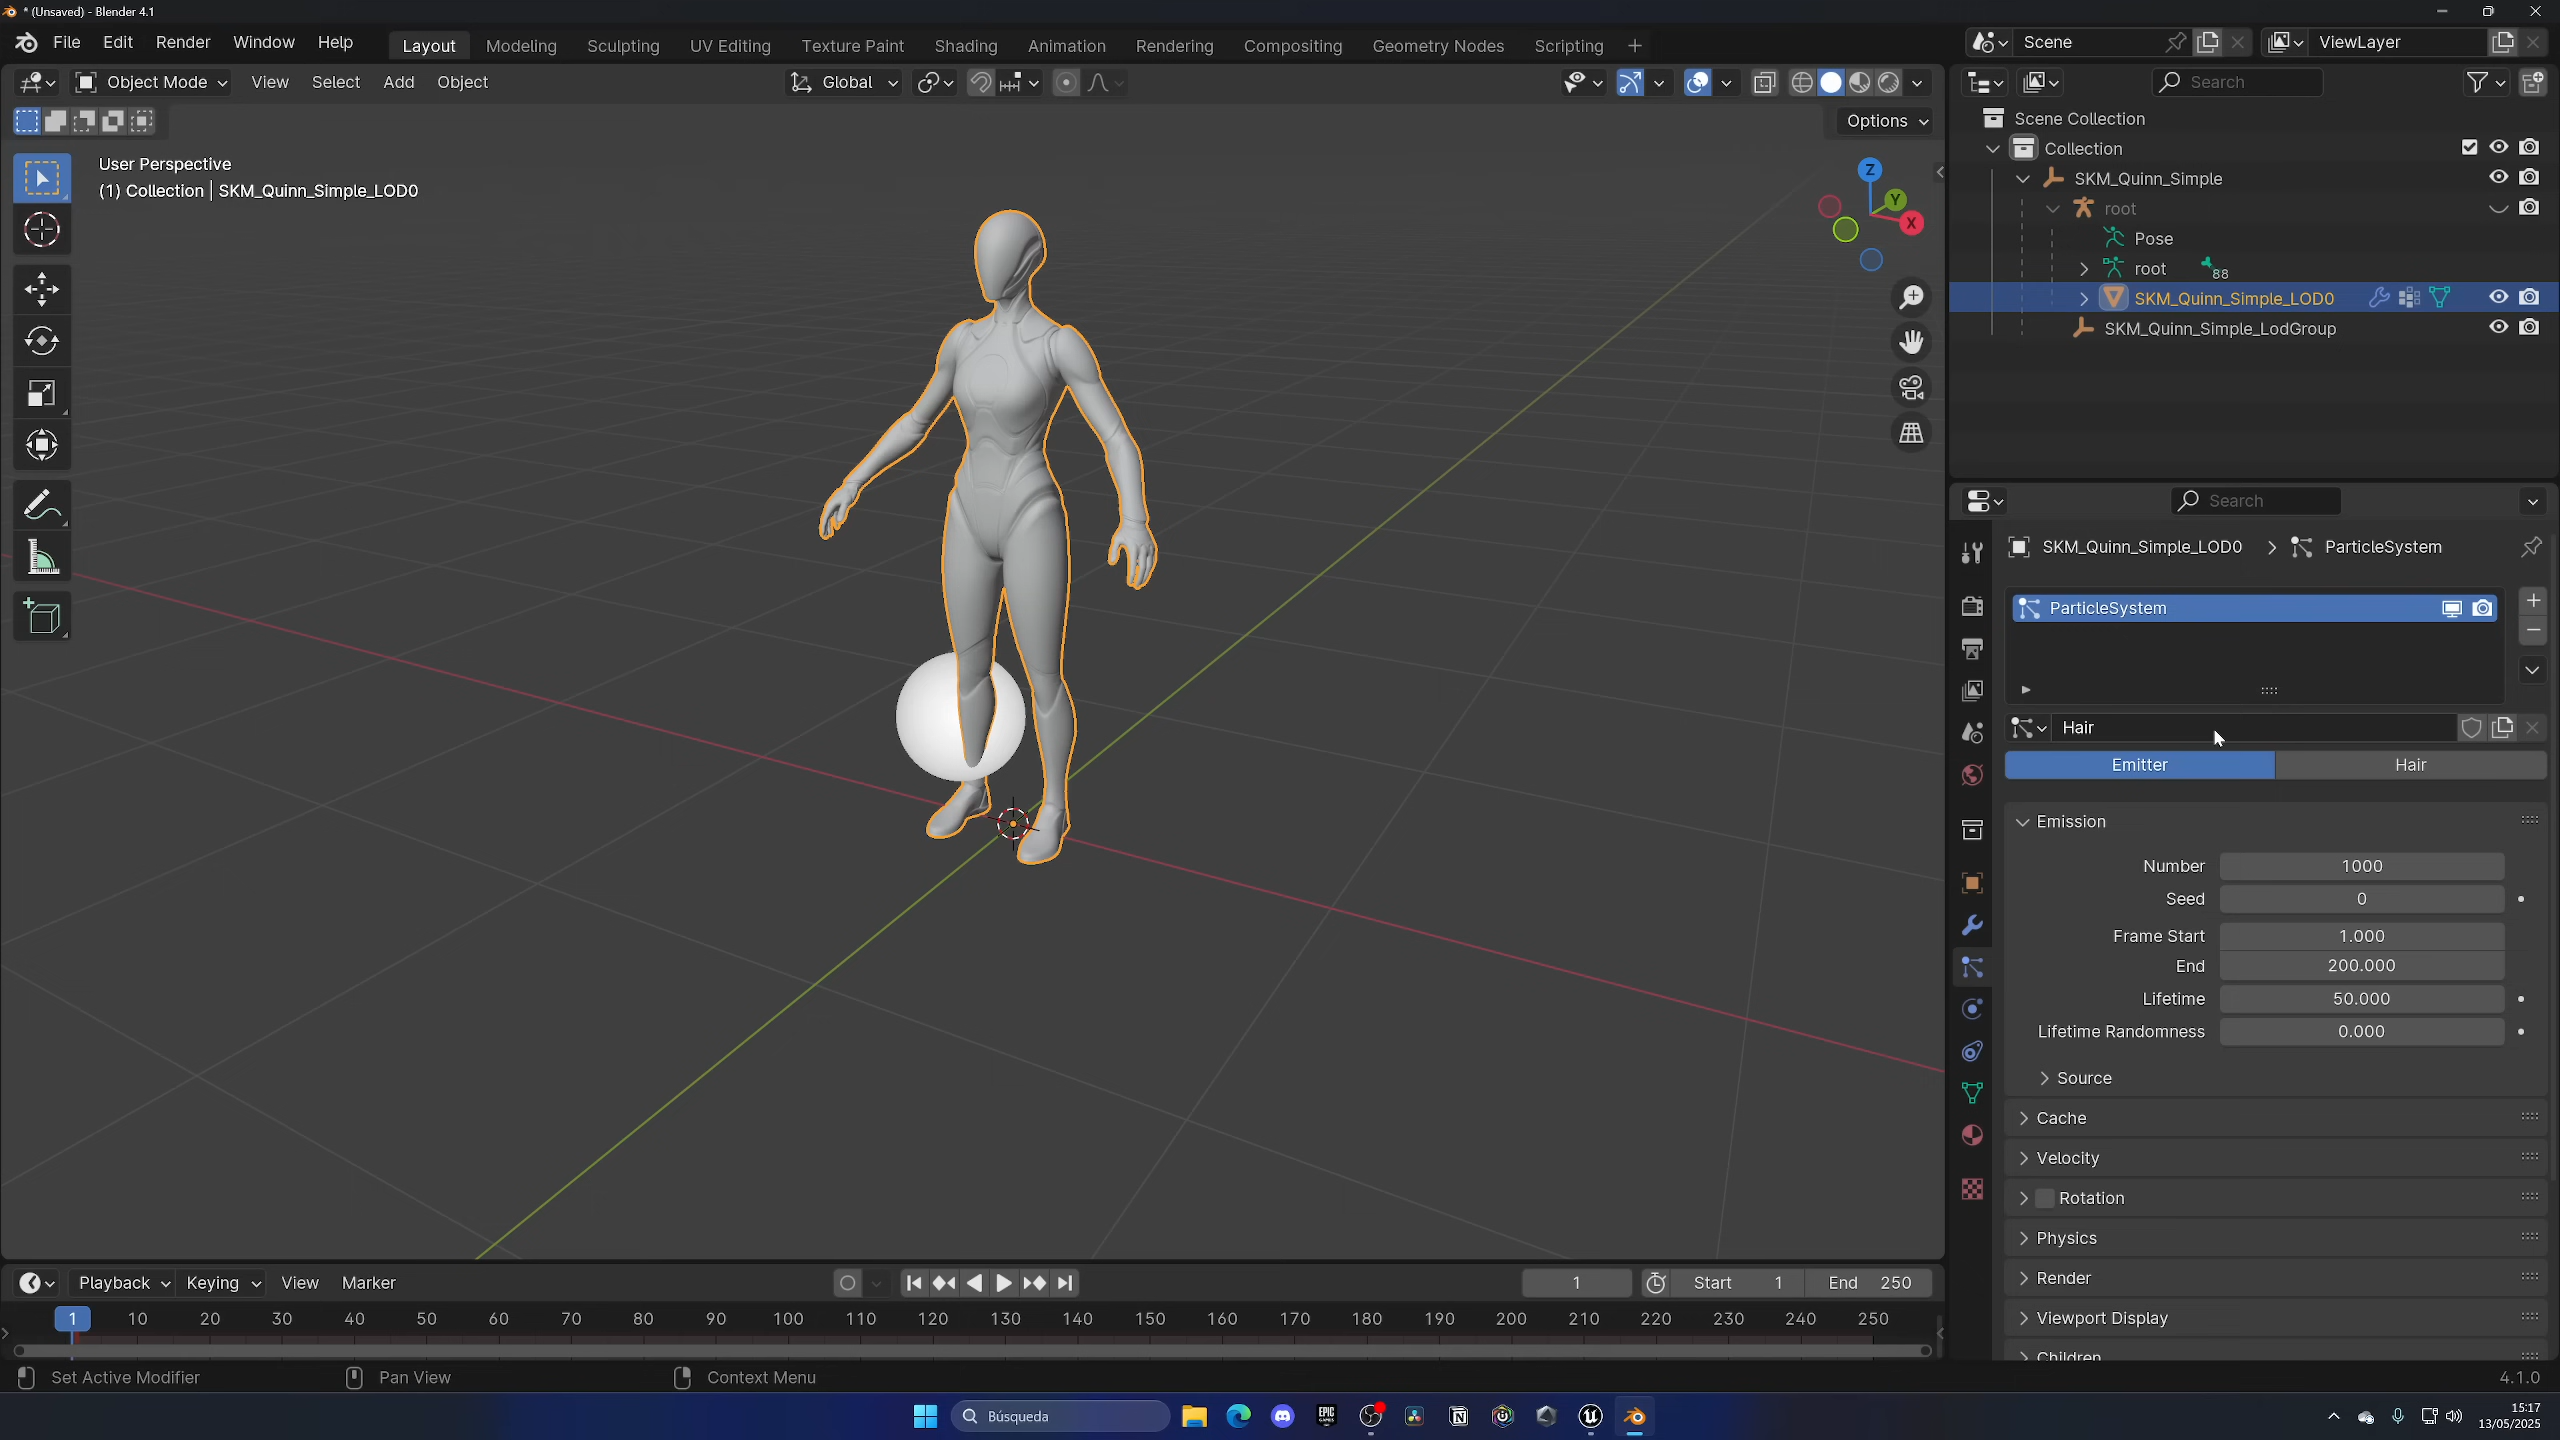 * (Unsaved) - Blender 4.1
File Edit Render Window Help
Layout Modeling Sculpting UV Editing Texture Paint Shading Animation Rendering Compositing Geometry Nodes Scripting
Scene
ViewLayer
Object Mode View Select Add Object
Global
Search
Options
User Perspective
(1) Collection | SKM_Quinn_Simple_LOD0
Z
Y
X
Scene Collection
Collection
SKM_Quinn_Simple
root
Pose
root 88
SKM_Quinn_Simple_LOD0
SKM_Quinn_Simple_LodGroup
Search
SKM_Quinn_Simple_LOD0 > ParticleSystem
ParticleSystem
Hair
Emitter Hair
Emission
Number 1000
Seed 0
Frame Start 1.000
End 200.000
Lifetime 50.000
Lifetime Randomness 0.000
Source
Cache
Velocity
Rotation
Physics
Render
Viewport Display
Children
Playback Keying View Marker
1
Start 1
End 250
1 10 20 30 40 50 60 70 80 90 100 110 120 130 140 150 160 170 180 190 200 210 220 230 240 250
Set Active Modifier Pan View Context Menu 4.1.0
Búsqueda
EPIC GAMES
15:17
13/05/2025